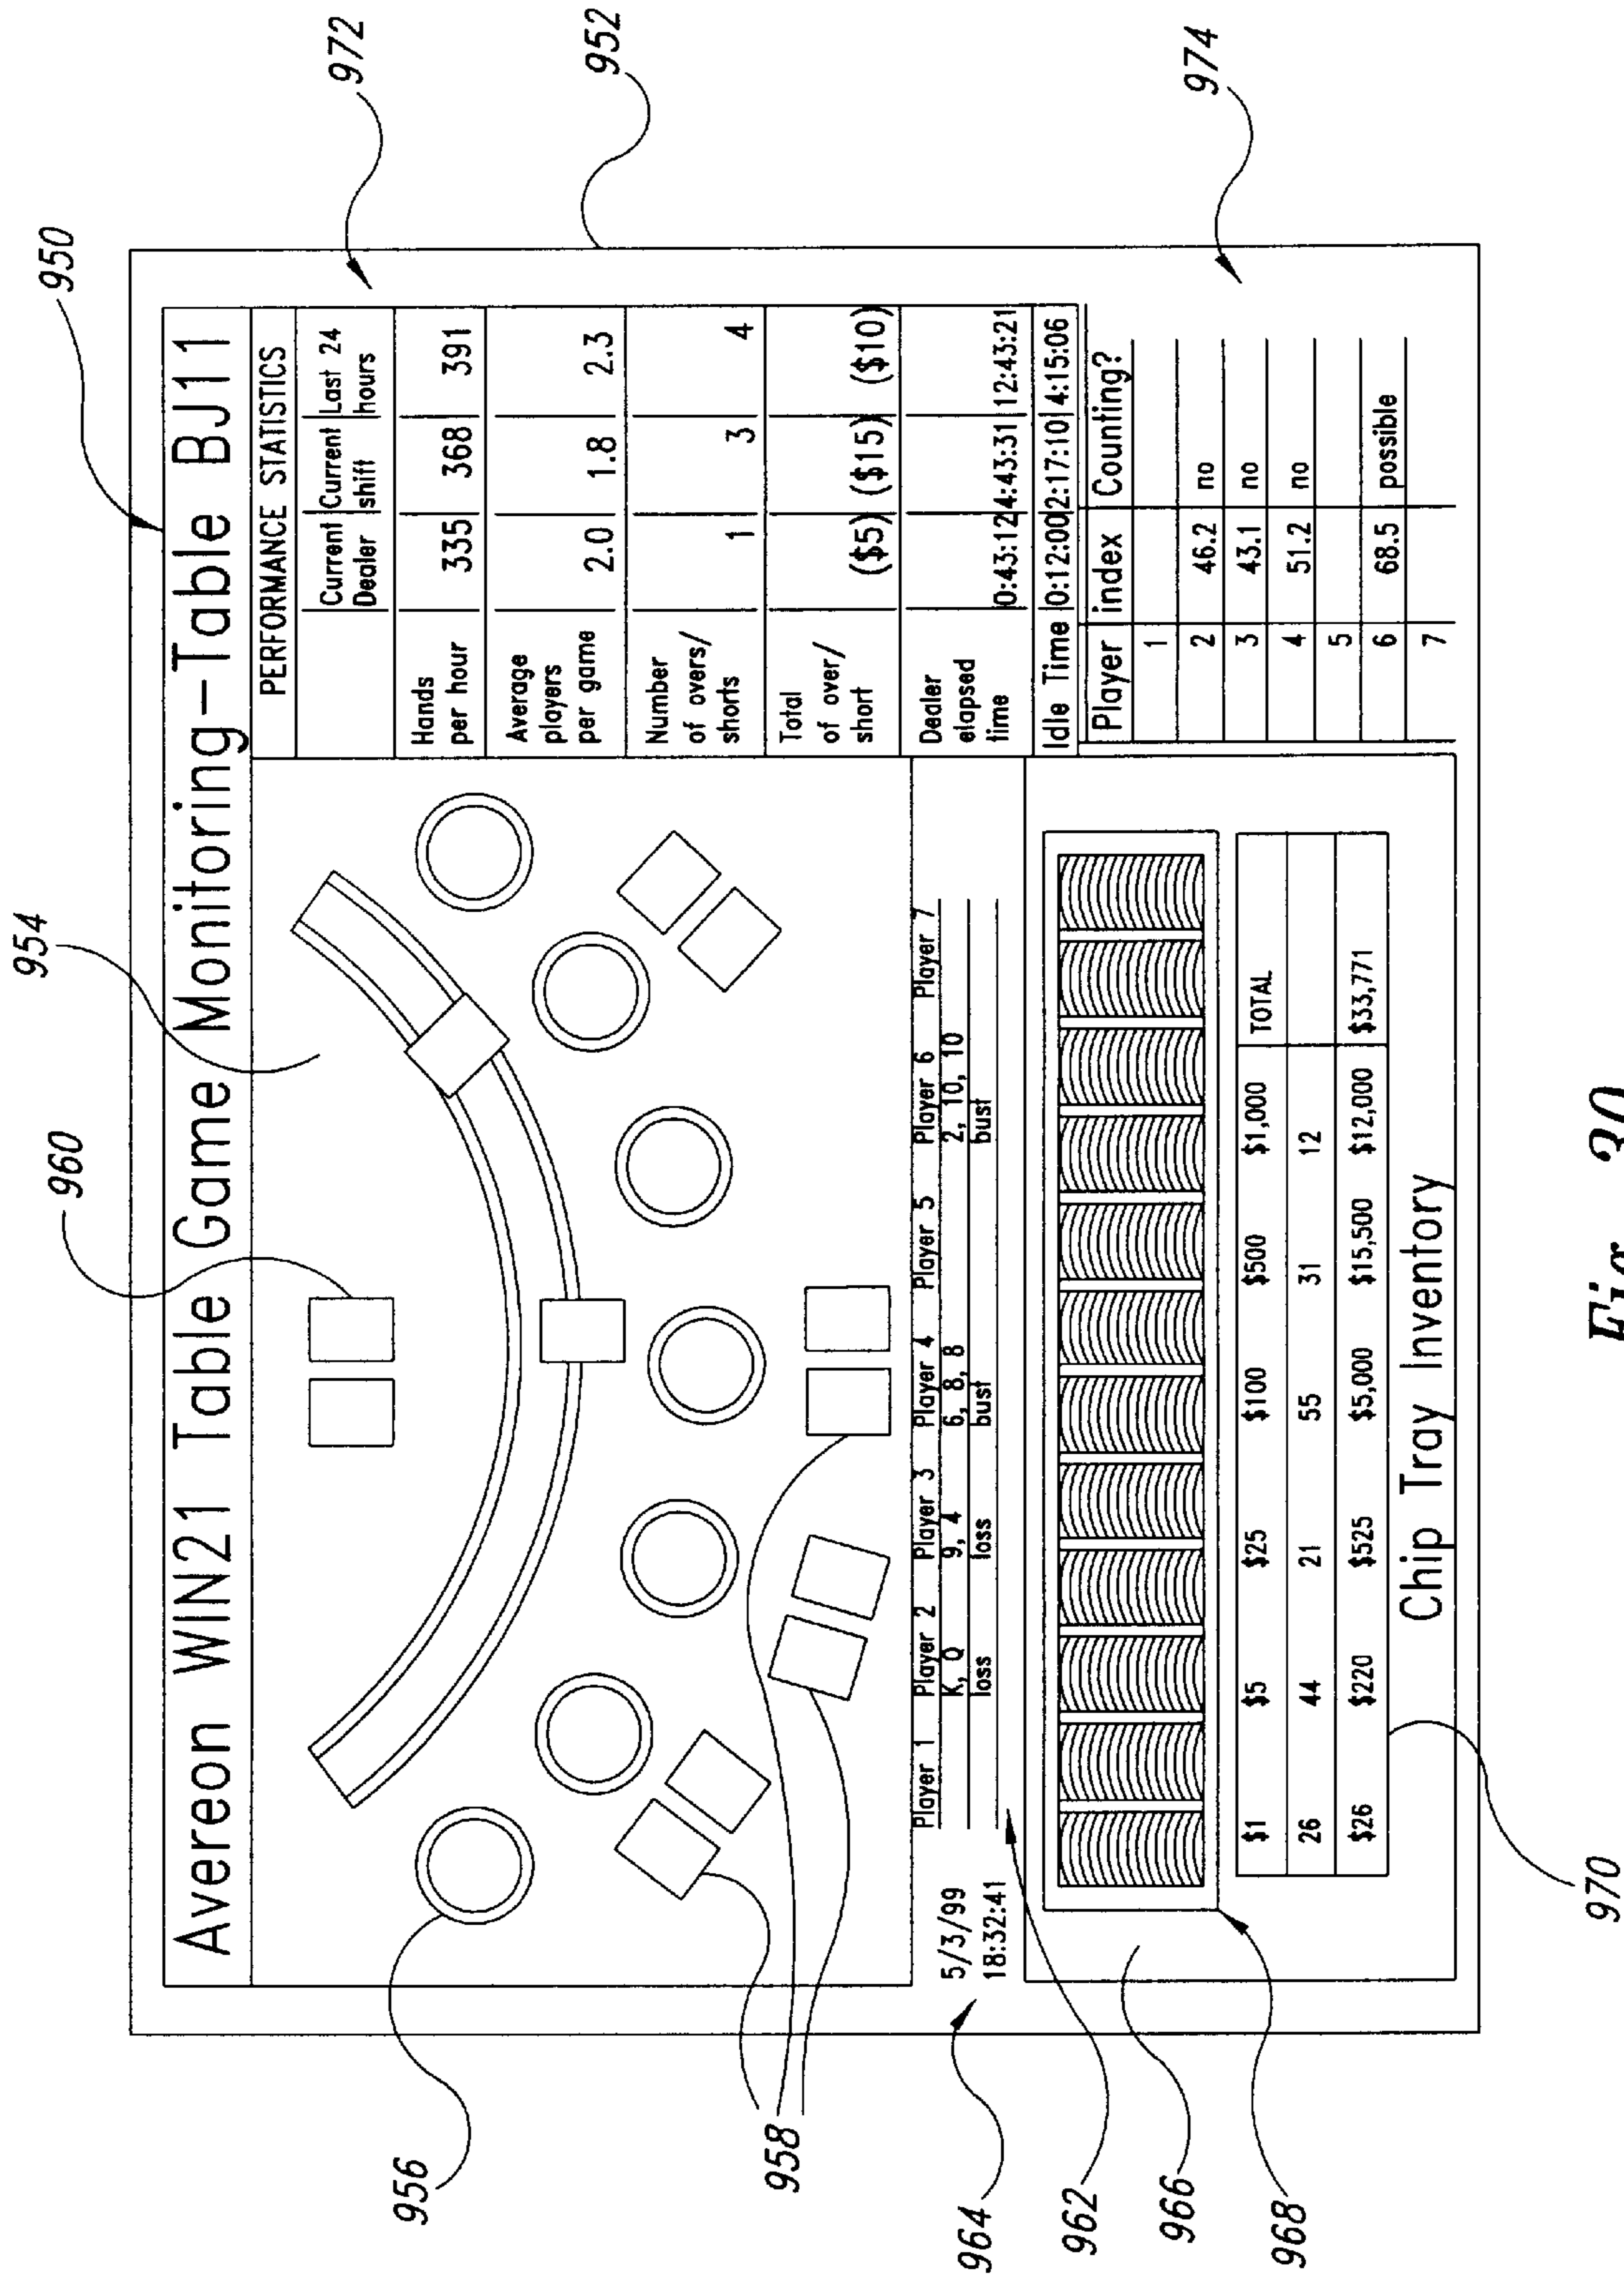 950
972
952
974
954
960
956
958
964
962
966
968
970
Avereon WIN21 Table Game Monitoring-Table BJ11
PERFORMANCE STATISTICS
Current Dealer | Current shift | Last 24 hours
Hands per hour 335 368 391
Average players per game 2.0 1.8 2.3
Number of overs/ shorts 1 3 4
Total of over/ short ($5) ($15) ($10)
Dealer elapsed time 0:43:12 4:43:31 12:43:21
Idle Time 0:12:00 2:17:10 4:15:06
Player index Counting?
1
2 46.2 no
3 43.1 no
4 51.2 no
5
6 68.5 possible
7
5/3/99
18:32:41
Player 1 Player 2 Player 3 Player 4 Player 5 Player 6 Player 7
K, Q 9, 4 6, 8, 8 2, 10, 10
loss loss bust bust
$1 $5 $25 $100 $500 $1,000 TOTAL
26 44 21 55 31 12
$26 $220 $525 $5,000 $15,500 $12,000 $33,771
Chip Tray Inventory
Fig. 30